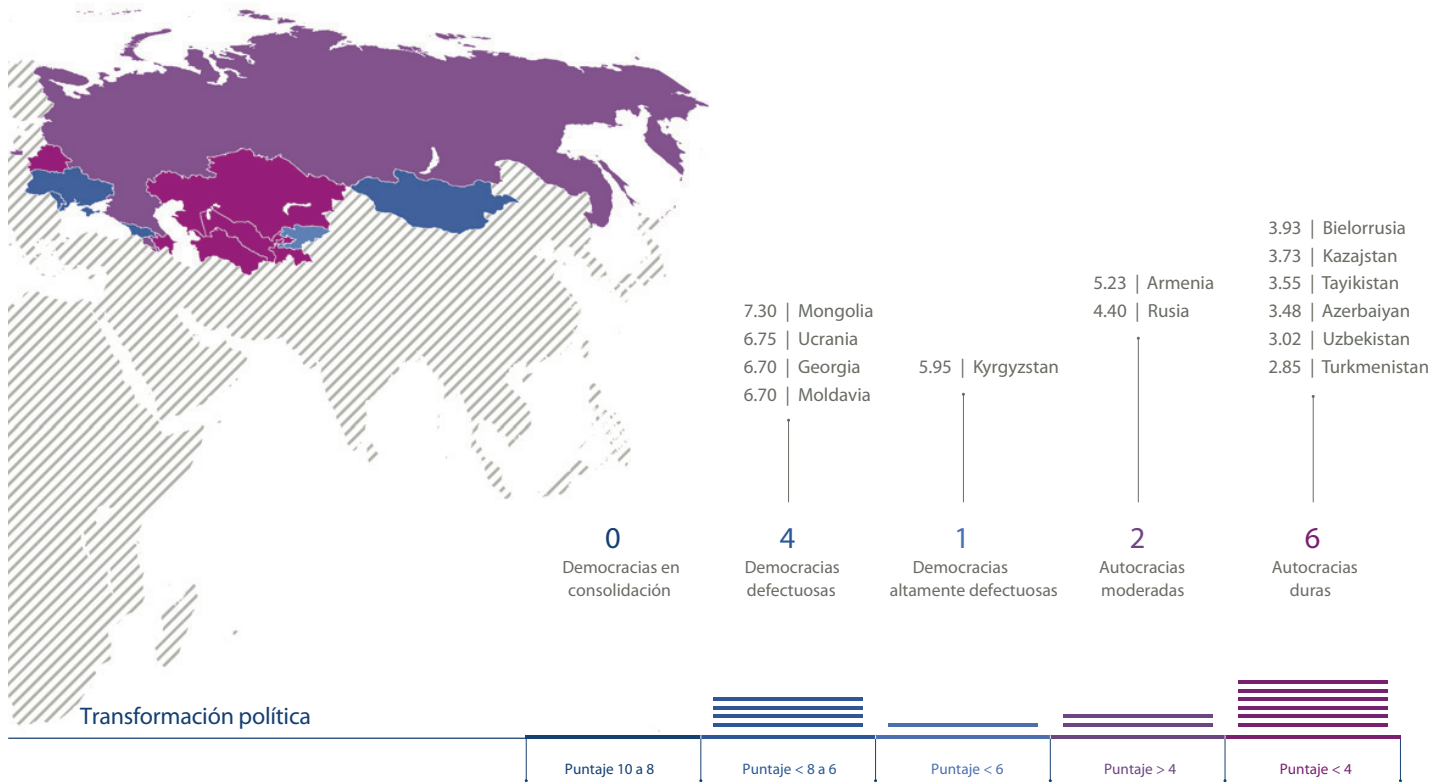 7.30 | Mongolia
6.75 | Ucrania
6.70 | Georgia
6.70 | Moldavia
5.95 | Kyrgyzstan
5.23 | Armenia
4.40 | Rusia
3.93 | Bielorrusia
3.73 | Kazajstan
3.55 | Tayikistan
3.48 | Azerbaiyan
3.02 | Uzbekistan
2.85 | Turkmenistan
0
Democracias en
consolidación
4
Democracias
defectuosas
1
Democracias
altamente defectuosas
2
Autocracias
moderadas
6
Autocracias
duras
Transformación política
Puntaje 10 a 8
Puntaje < 8 a 6
Puntaje < 6
Puntaje > 4
Puntaje < 4